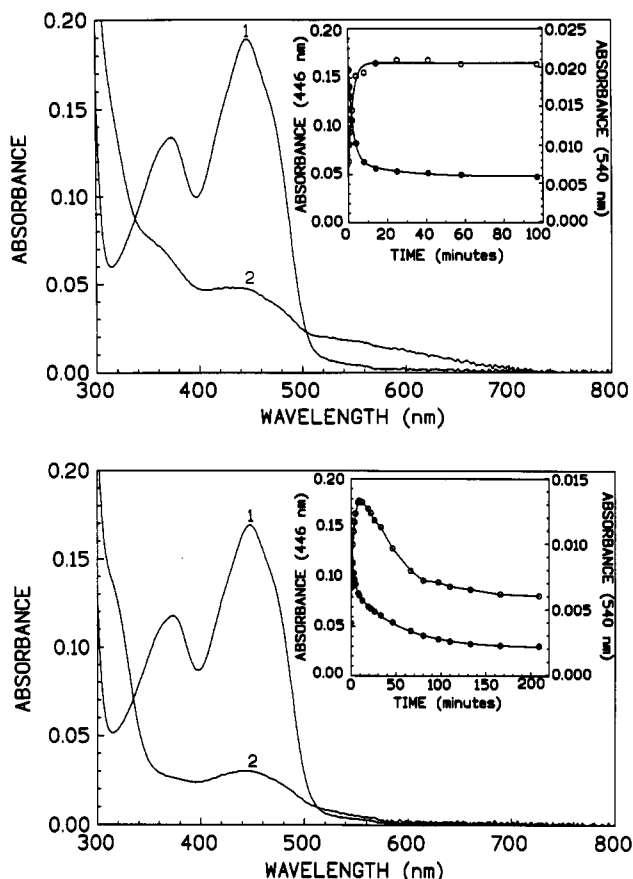 0.20
0.15
0.10
0.05
0.00
ABSORBANCE
300 400 500 600 700 800
WAVELENGTH (nm)
1
2
0.20
0.15
0.10
0.05
0.00
ABSORBANCE (446 nm)
0.025
0.020
0.015
0.010
0.005
0.000
ABSORBANCE (540 nm)
0 20 40 60 80 100
TIME (minutes)
0.20
0.15
0.10
0.05
0.00
ABSORBANCE
300 400 500 600 700 800
WAVELENGTH (nm)
1
2
0.20
0.15
0.10
0.05
0.00
ABSORBANCE (446 nm)
0.015
0.010
0.005
0.000
ABSORBANCE (540 nm)
0 50 100 150 200
TIME (minutes)